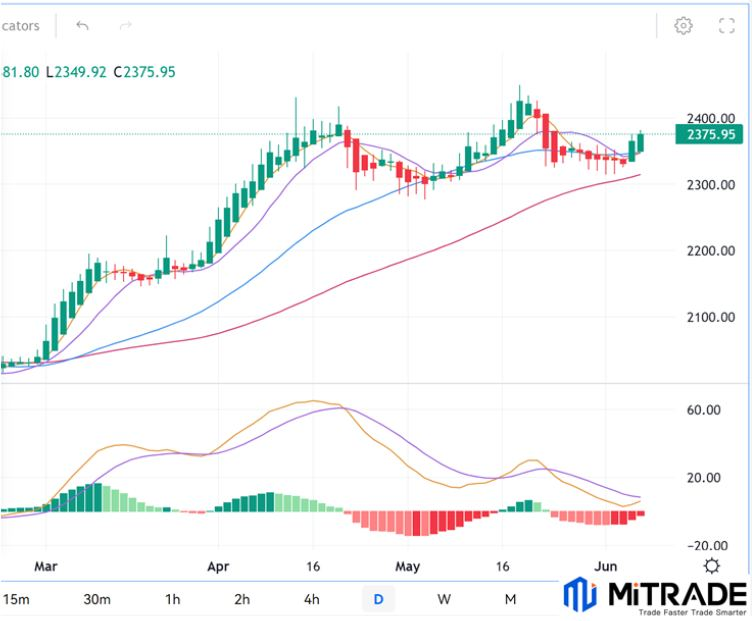 cators
81.80 L2349.92 C2375.95
2400.00
2375.95
2300.00
2200.00
2100.00
60.00
20.00
−20.00
Mar Apr 16 May 16 Jun
15m 30m 1h 2h 4h D W M
MiTRADE
Trade Faster Trade Smarter